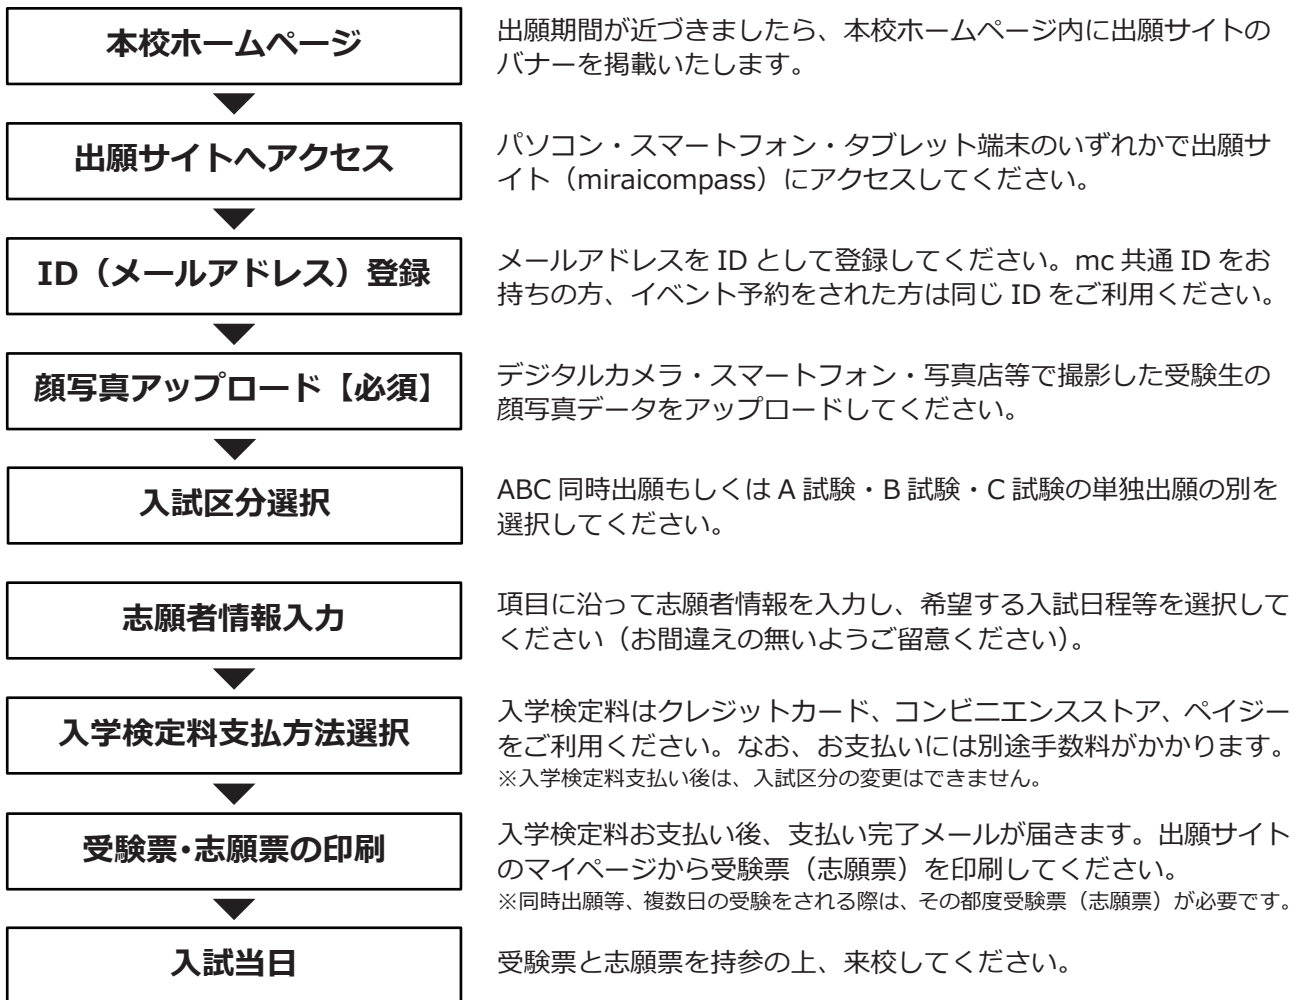 本校ホームページ
出願期間が近づきましたら、本校ホームページ内に出願サイトの
バナーを掲載いたします。
出願サイトへアクセス
パソコン・スマートフォン・タブレット端末のいずれかで出願サ
イト（miraicompass）にアクセスしてください。
ID（メールアドレス）登録
メールアドレスを ID として登録してください。mc 共通 ID をお
持ちの方、イベント予約をされた方は同じ ID をご利用ください。
顔写真アップロード【必須】
デジタルカメラ・スマートフォン・写真店等で撮影した受験生の
顔写真データをアップロードしてください。
入試区分選択
ABC 同時出願もしくは A 試験・B 試験・C 試験の単独出願の別を
選択してください。
志願者情報入力
項目に沿って志願者情報を入力し、希望する入試日程等を選択して
ください（お間違えの無いようご留意ください）。
入学検定料支払方法選択
入学検定料はクレジットカード、コンビニエンスストア、ペイジー
をご利用ください。なお、お支払いには別途手数料がかかります。
※入学検定料支払い後は、入試区分の変更はできません。
受験票・志願票の印刷
入学検定料お支払い後、支払い完了メールが届きます。出願サイト
のマイページから受験票（志願票）を印刷してください。
※同時出願等、複数日の受験をされる際は、その都度受験票（志願票）が必要です。
入試当日
受験票と志願票を持参の上、来校してください。